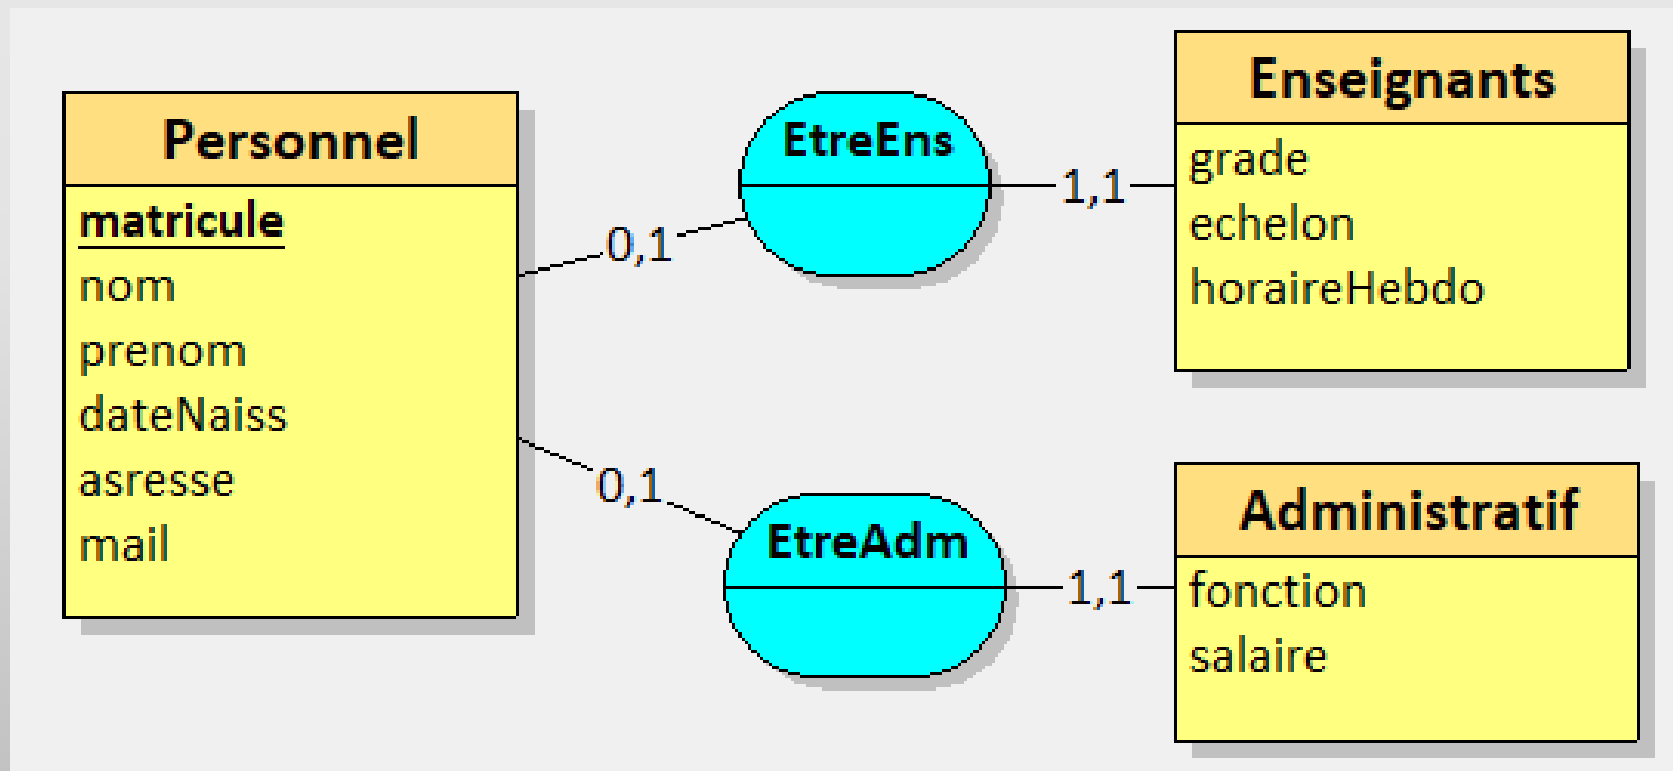 Personnel
matricule
nom
prenom
dateNaiss
asresse
mail
0,1
EtreEns
1,1
Enseignants
grade
echelon
horaireHebdo
0,1
EtreAdm
1,1
Administratif
fonction
salaire